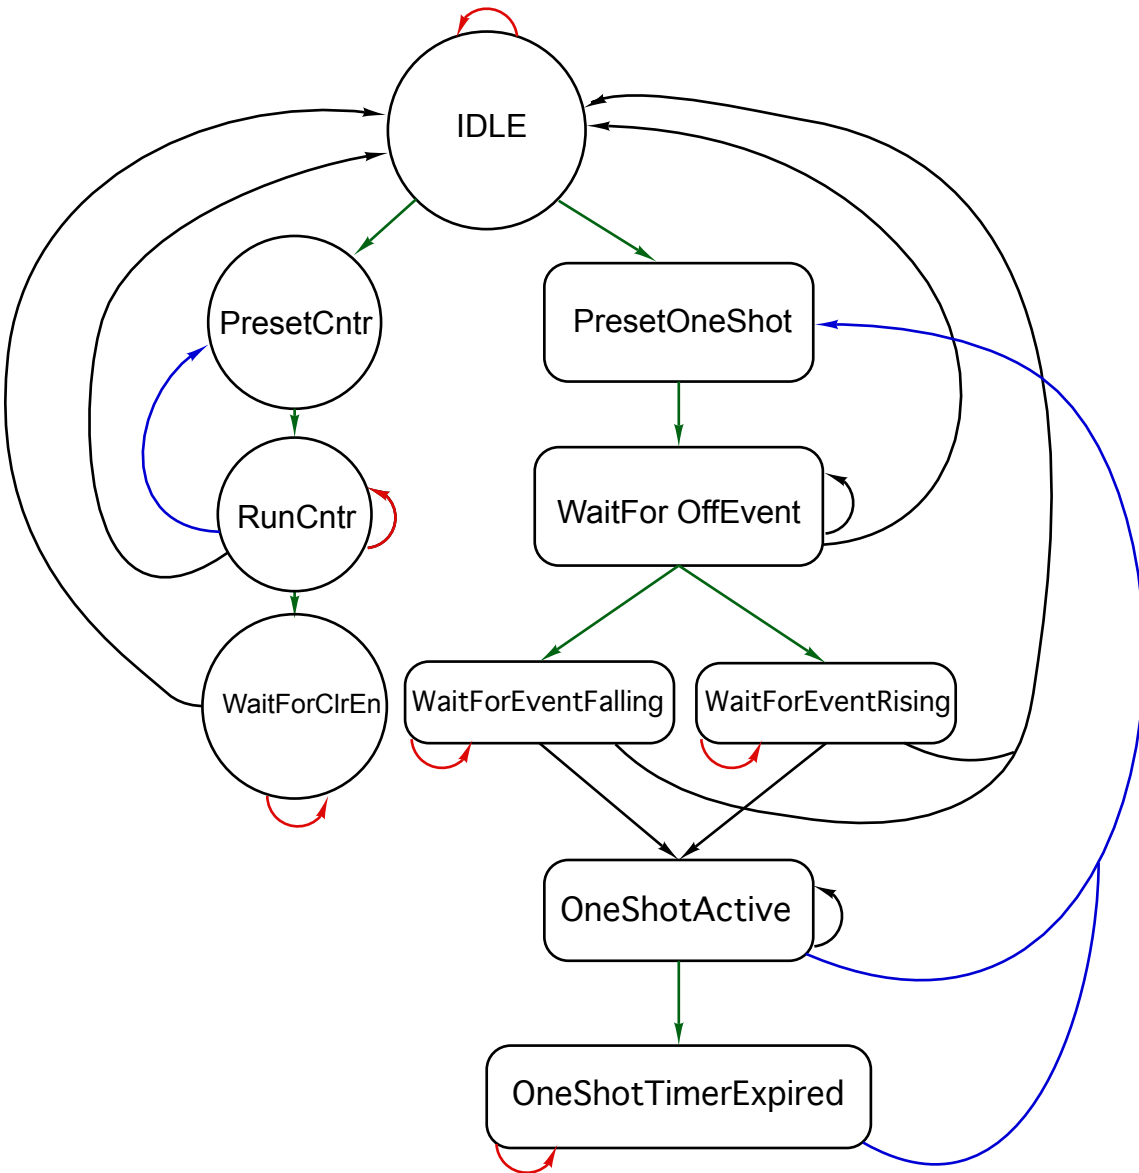 IDLE
PresetCntr
PresetOneShot
RunCntr
WaitFor OffEvent
WaitForClrEn
WaitForEventFalling
WaitForEventRising
OneShotActive
OneShotTimerExpired